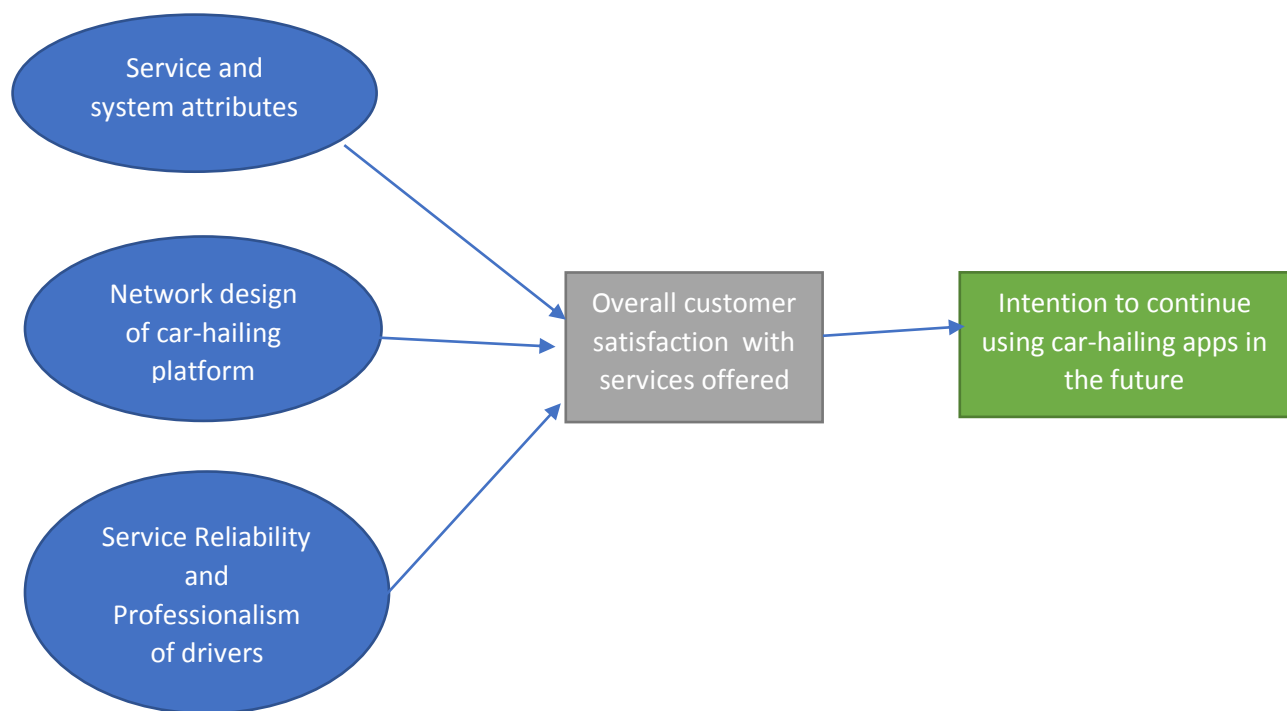 Service and
system attributes
Network design
of car-hailing
platform
Service Reliability
and
Professionalism
of drivers
Overall customer
satisfaction  with
services offered
Intention to continue
using car-hailing apps in
the future